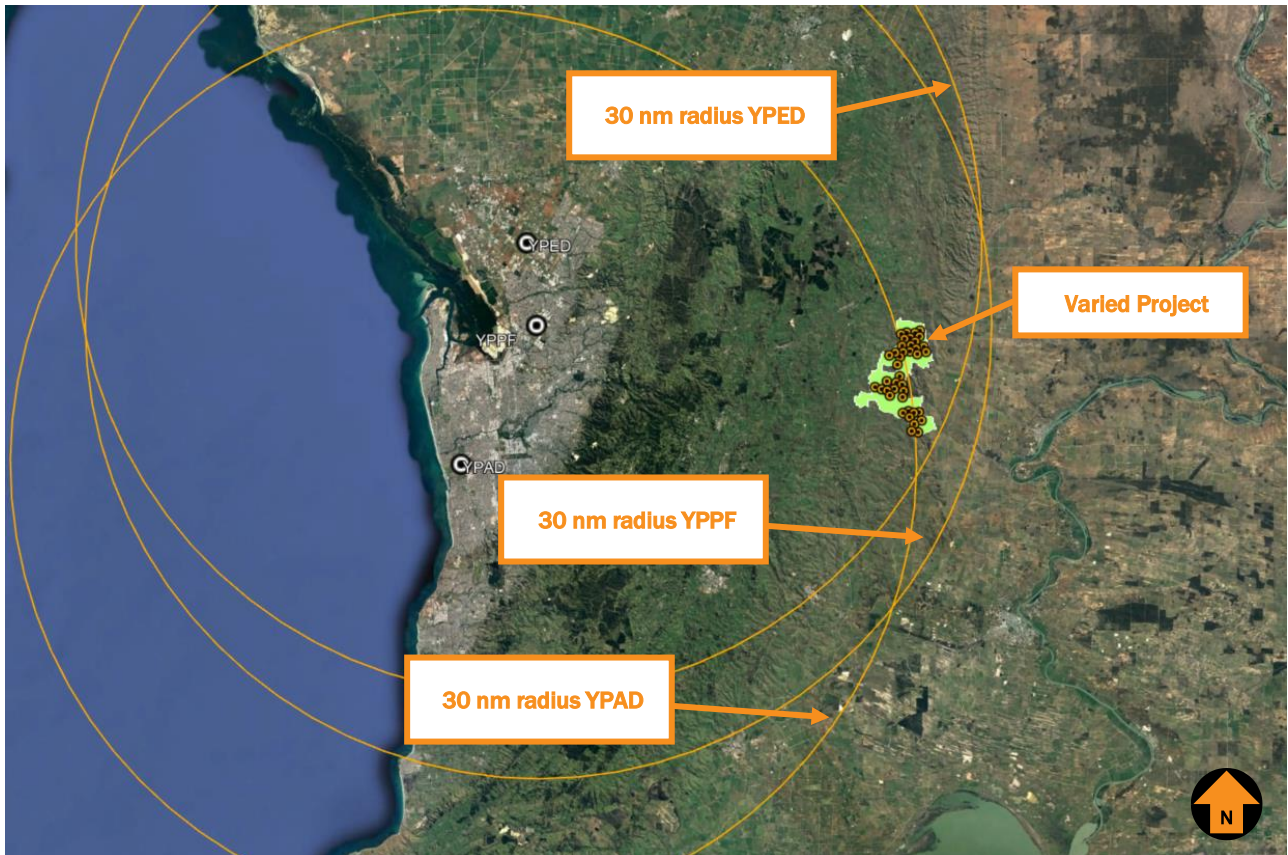 30 nm radius YPED
YPED
Varied Project
YPPF
YPAD
30 nm radius YPPF
30 nm radius YPAD
N